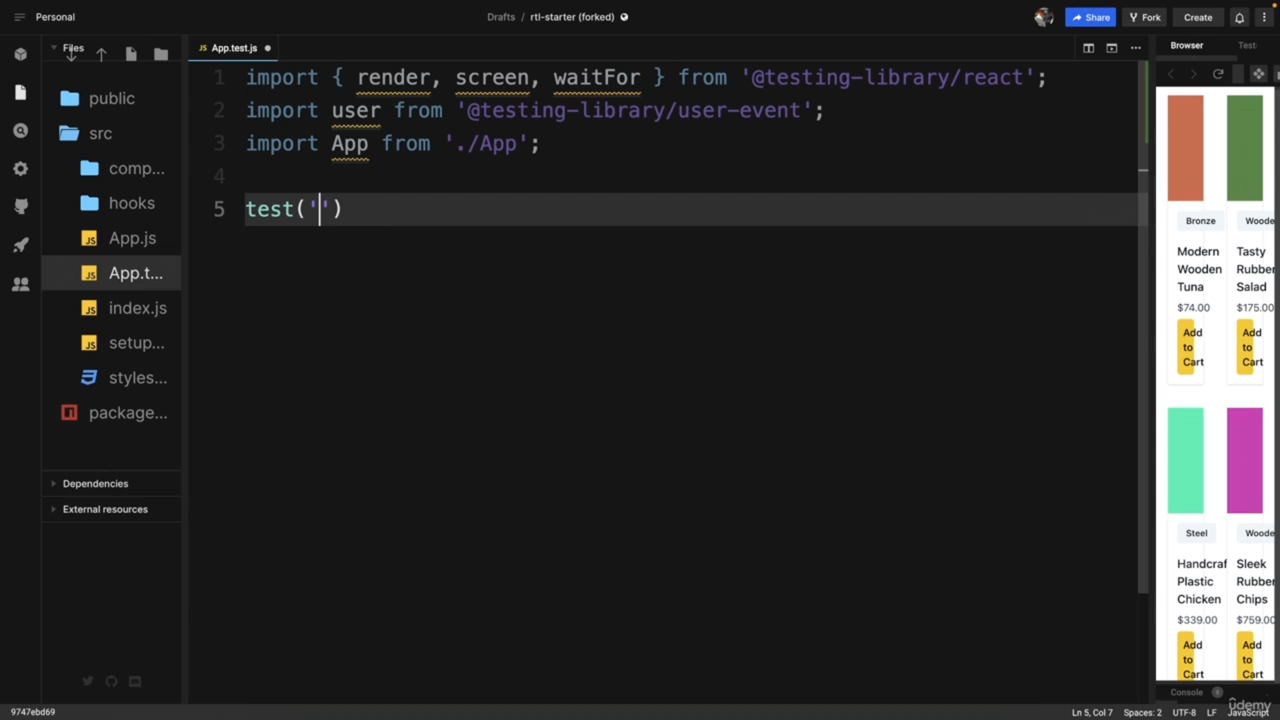 Personal
Drafts / rtl-starter (forked)
Share
Fork
Create
Files
public
src
comp...
hooks
App.js
App.t...
index.js
setup...
styles...
package...
Dependencies
External resources
App.test.js
1 import { render, screen, waitFor } from '@testing-library/react';
2 import user from '@testing-library/user-event';
3 import App from './App';
4
5 test('')
Browser
Test
Bronze
Woode
Modern
Wooden
Tuna
$74.00
Add
to
Cart
Tasty
Rubber
Salad
$175.00
Add
to
Cart
Steel
Woode
Handcraf
Plastic
Chicken
$339.00
Add
to
Cart
Sleek
Rubber
Chips
$759.00
Add
to
Cart
Console
9747ebd69
Ln 5, Col 7
Spaces: 2
UTF-8
LF
JavaScript
udemy